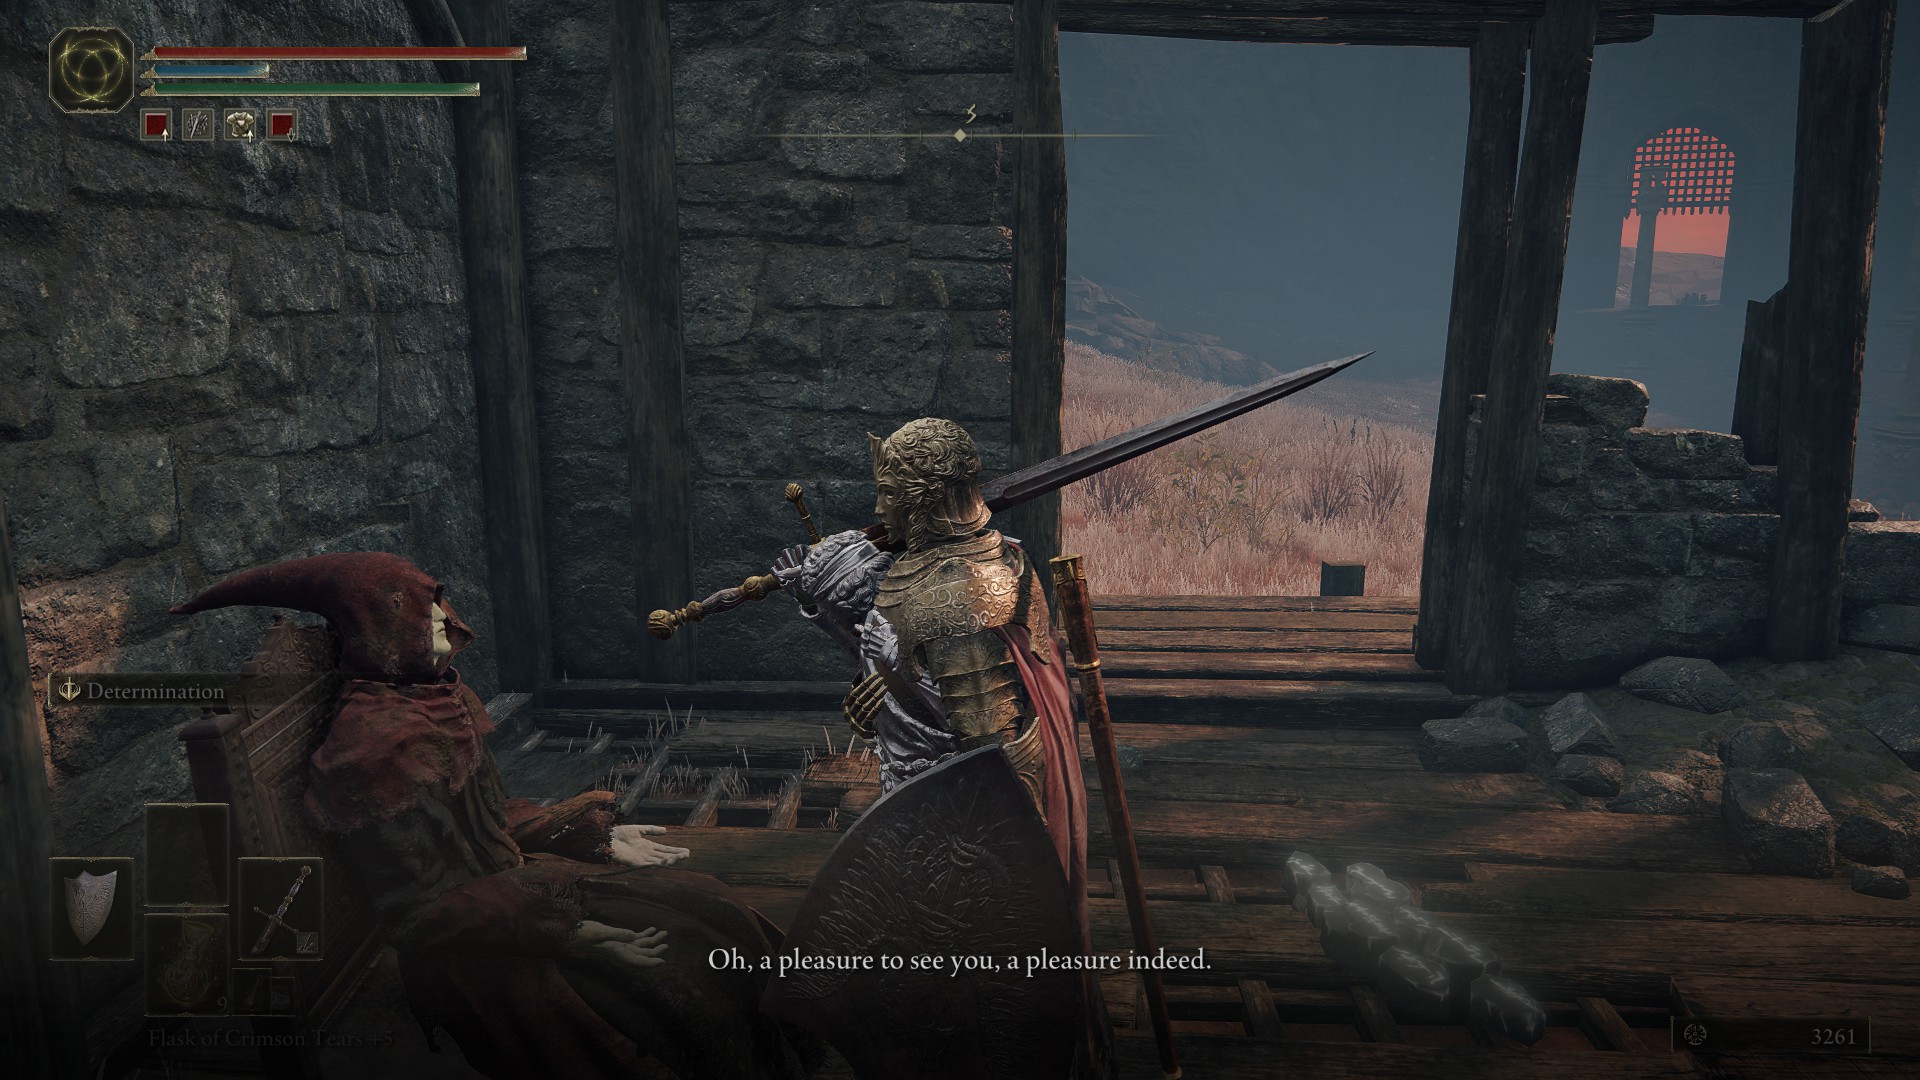 S
Determination
Oh, a pleasure to see you, a pleasure indeed.
9
Flask of Crimson Tears +5
3261